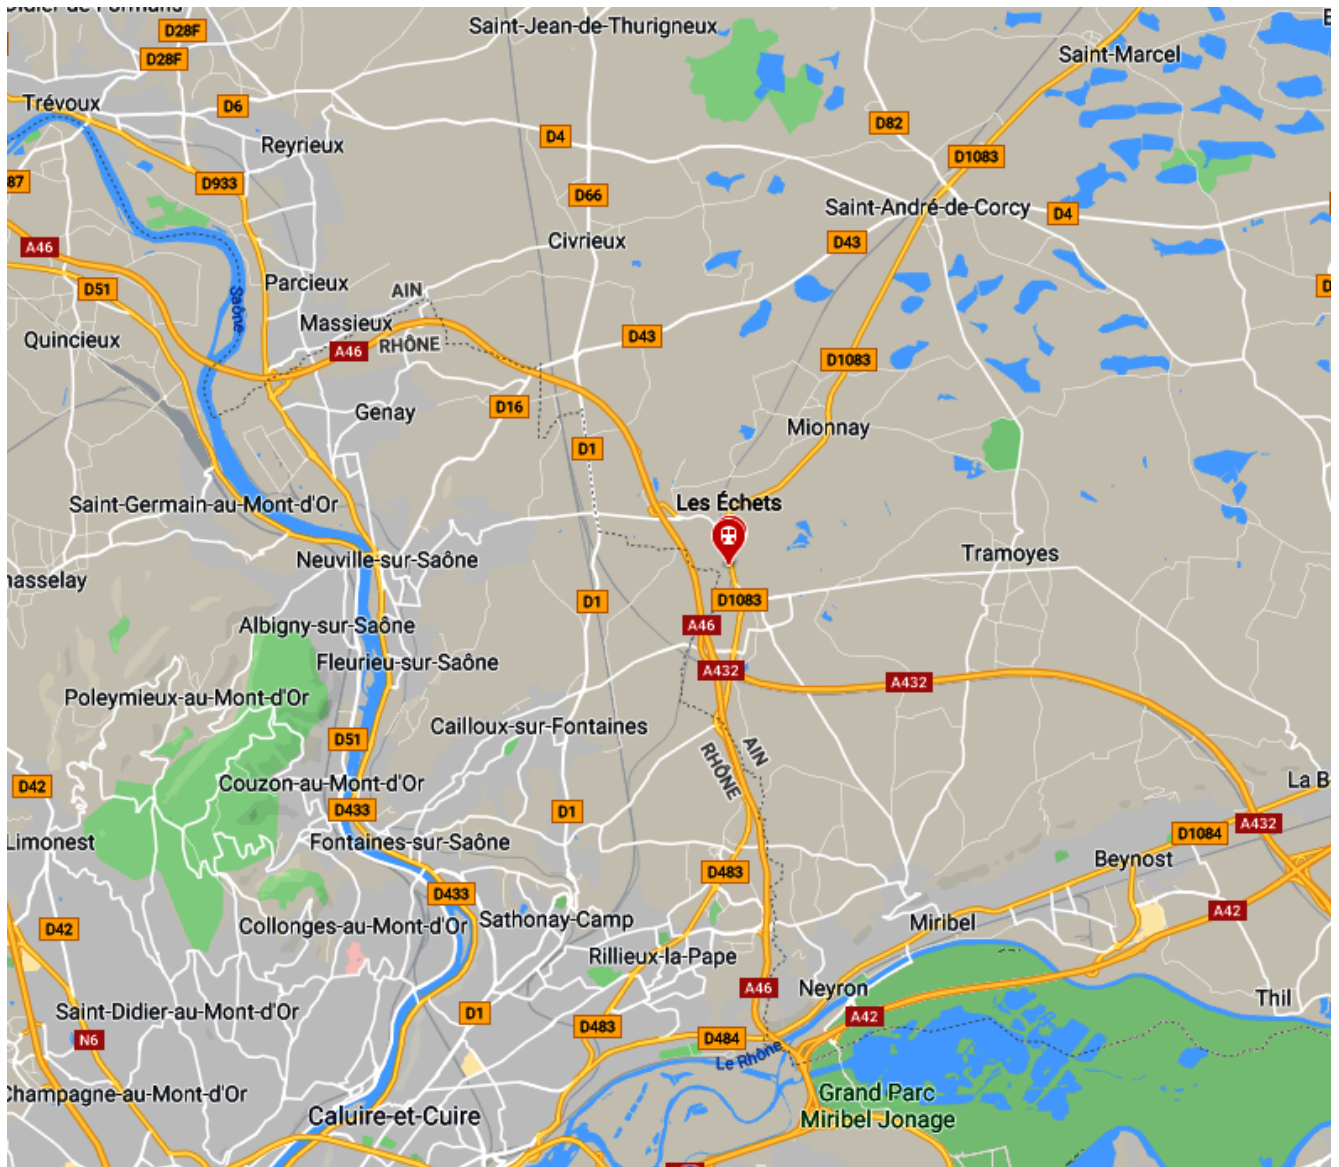 Saint-Jean-de-Thurigneux
D28F
D28F
Saint-Marcel
Trévoux
D6
D4
D82
Reyrieux
D1083
D933
D66
Saint-André-de-Corcy
D4
A46
Civrieux
D43
D51
Parcieux
AIN
Saône
Massieux
Quincieux
RHÔNE
A46
D43
D1083
D16
Genay
Mionnay
D1
Saint-Germain-au-Mont-d'Or
Les Échets
Neuville-sur-Saône
Tramoyes
D1
D1083
Albigny-sur-Saône
A46
Fleurieu-sur-Saône
A432
A432
Poleymieux-au-Mont-d'Or
Cailloux-sur-Fontaines
D51
AIN
RHÔNE
Couzon-au-Mont-d'Or
D42
La B
D433
D1
A432
Limonest
Fontaines-sur-Saône
D1084
Beynost
D483
D433
A42
Collonges-au-Mont-d'Or
Sathonay-Camp
Miribel
D42
Rillieux-la-Pape
A46
Neyron
Thil
Saint-Didier-au-Mont-d'Or
D1
A42
D483
N6
D484
Le Rhône
Champagne-au-Mont-d'Or
Grand Parc
Miribel Jonage
Caluire-et-Cuire